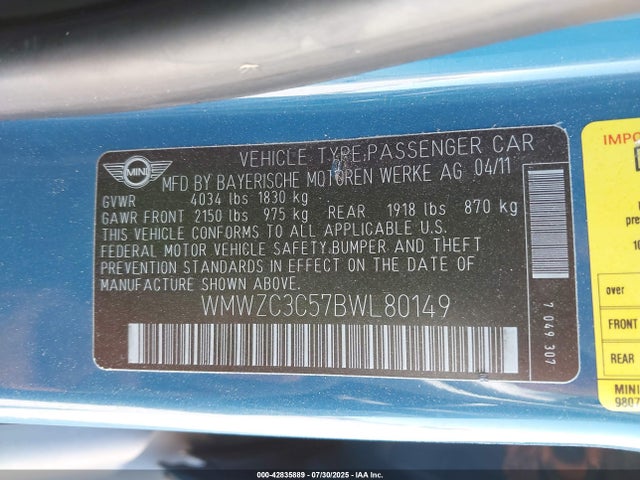 MINI
VEHICLE TYPE:PASSENGER CAR
MFD BY BAYERISCHE MOTOREN WERKE AG 04/11
GVWR 4034 lbs 1830 kg
GAWR FRONT 2150 lbs 975 kg REAR 1918 lbs 870 kg
THIS VEHICLE CONFORMS TO ALL APPLICABLE U.S.
FEDERAL MOTOR VEHICLE SAFETY,BUMPER AND THEFT
PREVENTION STANDARDS IN EFFECT ON THE DATE OF
MANUFACTURE SHOWN ABOVE.
WMWZC3C57BWL80149
7 049 307
IMPO
pre
10
over
FRONT
REAR
MINI
9807
000-42835889 - 07/30/2025 - IAA Inc.